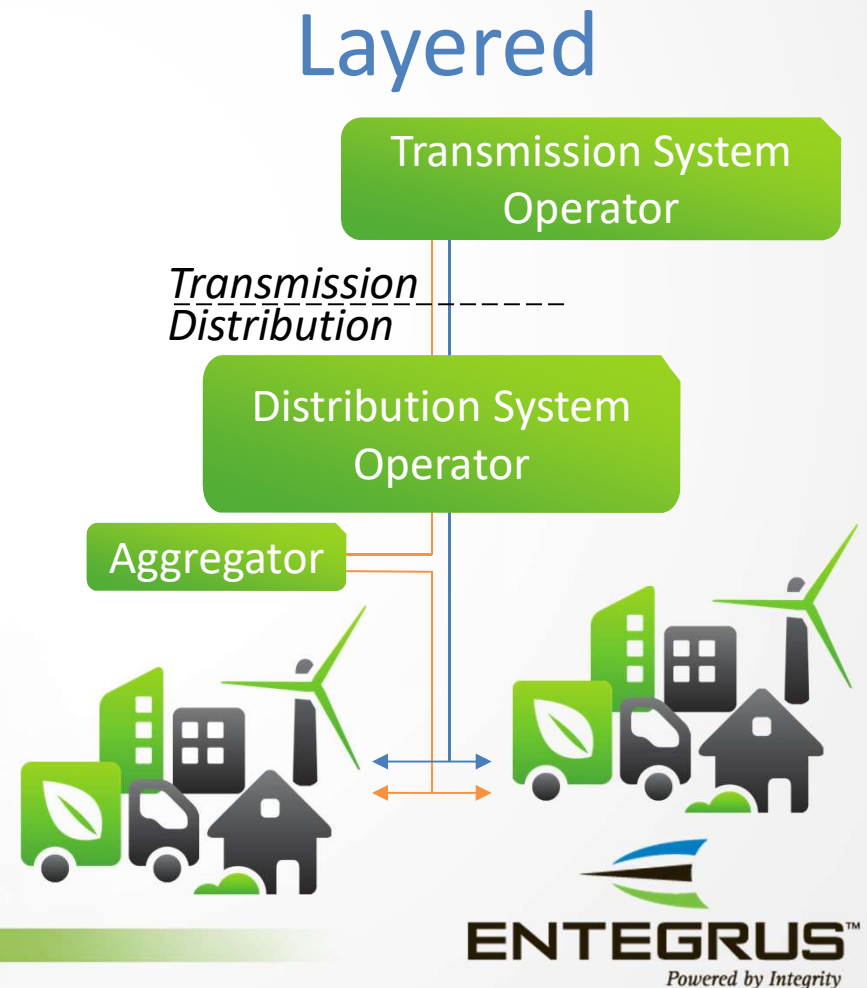 Layered
Transmission System
Operator
Transmission
Distribution
Distribution System
Operator
Aggregator
ENTEGRUS™
Powered by Integrity